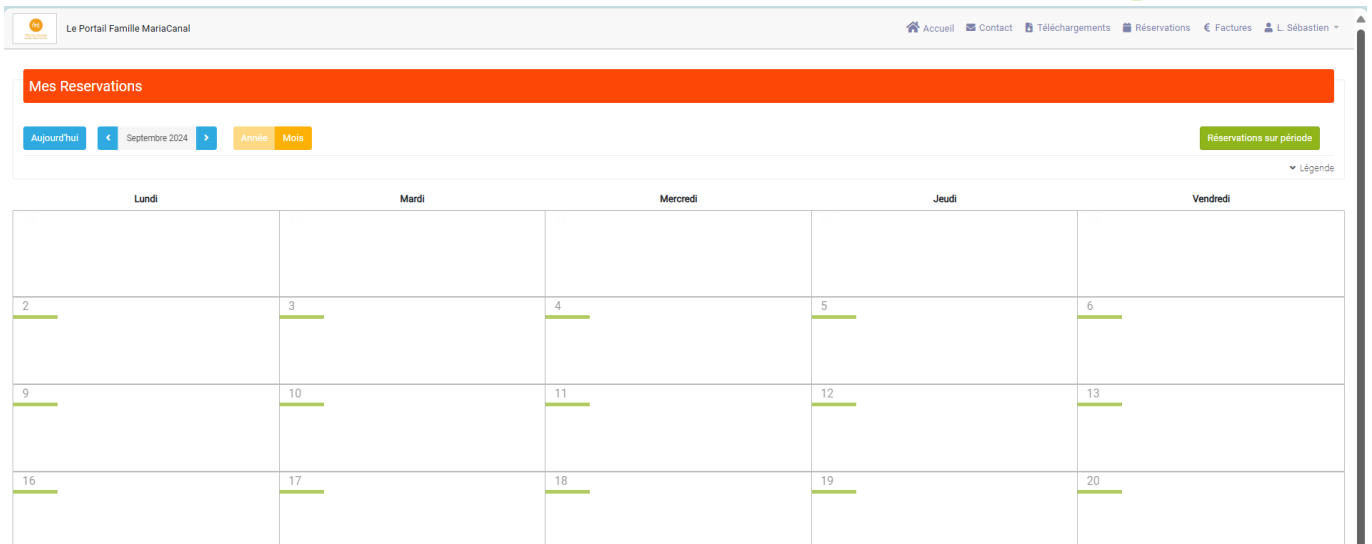 Le Portail Famille MariaCanal
Accueil Contact Téléchargements Réservations € Factures L. Sébastien
Mes Reservations
Aujourd'hui < Septembre 2024 > Année Mois Réservations sur période
Légende
Lundi Mardi Mercredi Jeudi Vendredi
2 3 4 5 6
9 10 11 12 13
16 17 18 19 20